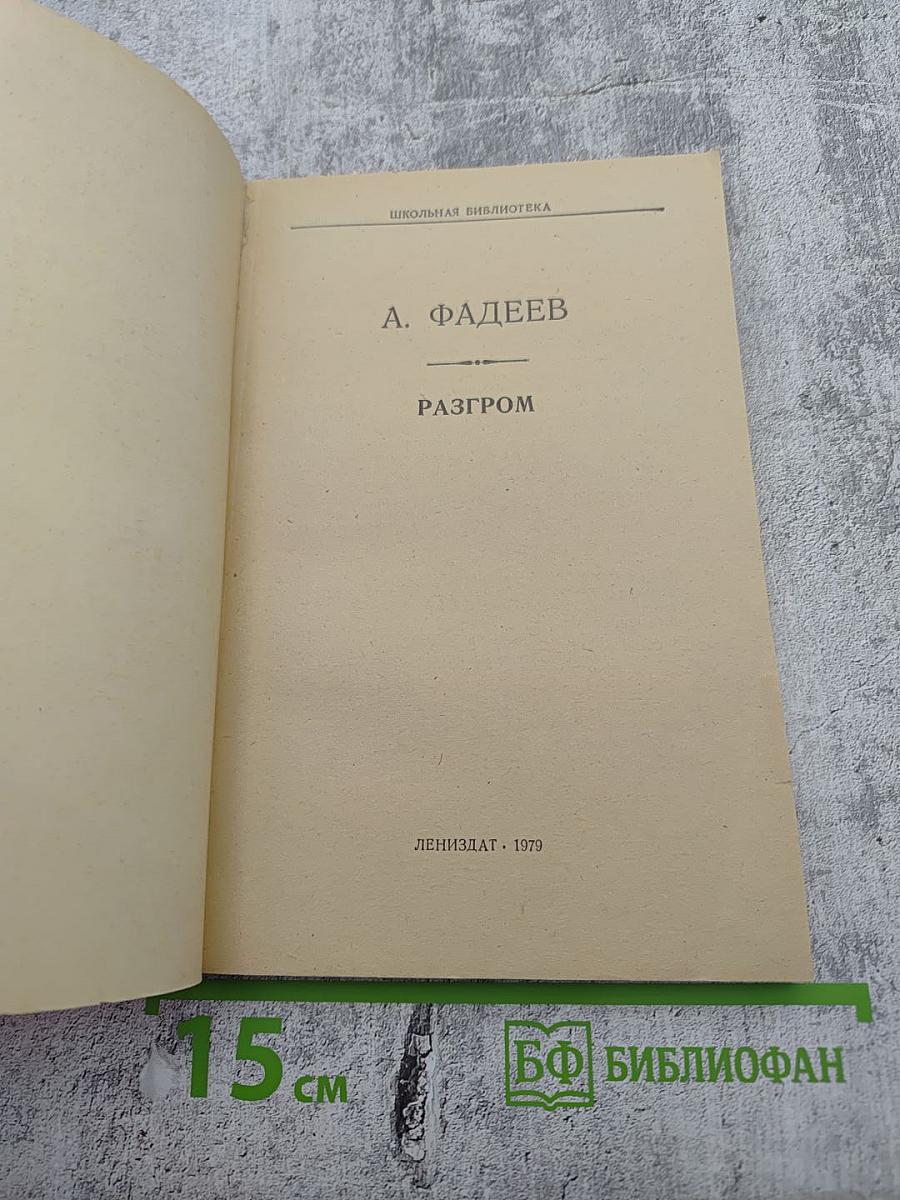 ШКОЛЬНАЯ БИБЛИОТЕКА
А. ФАДЕЕВ
РАЗГРОМ
ЛЕНИЗДАТ • 1979
15 см
БФ БИБЛИОФАН